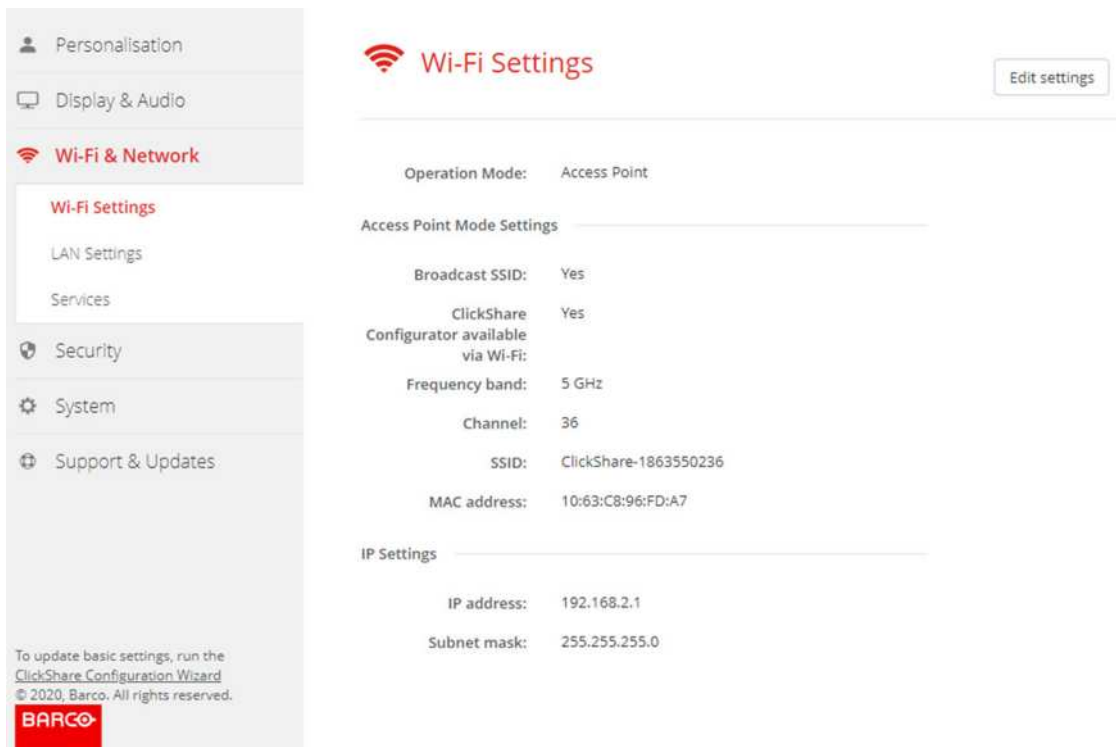 Personalisation
Display & Audio
Wi-Fi & Network
Wi-Fi Settings
LAN Settings
Services
Security
System
Support & Updates
To update basic settings, run the
ClickShare Configuration Wizard
© 2020, Barco. All rights reserved.
BARCO
Wi-Fi Settings
Edit settings
Operation Mode: Access Point
Access Point Mode Settings
Broadcast SSID: Yes
ClickShare Yes
Configurator available
via Wi-Fi:
Frequency band: 5 GHz
Channel: 36
SSID: ClickShare-1863550236
MAC address: 10:63:C8:96:FD:A7
IP Settings
IP address: 192.168.2.1
Subnet mask: 255.255.255.0